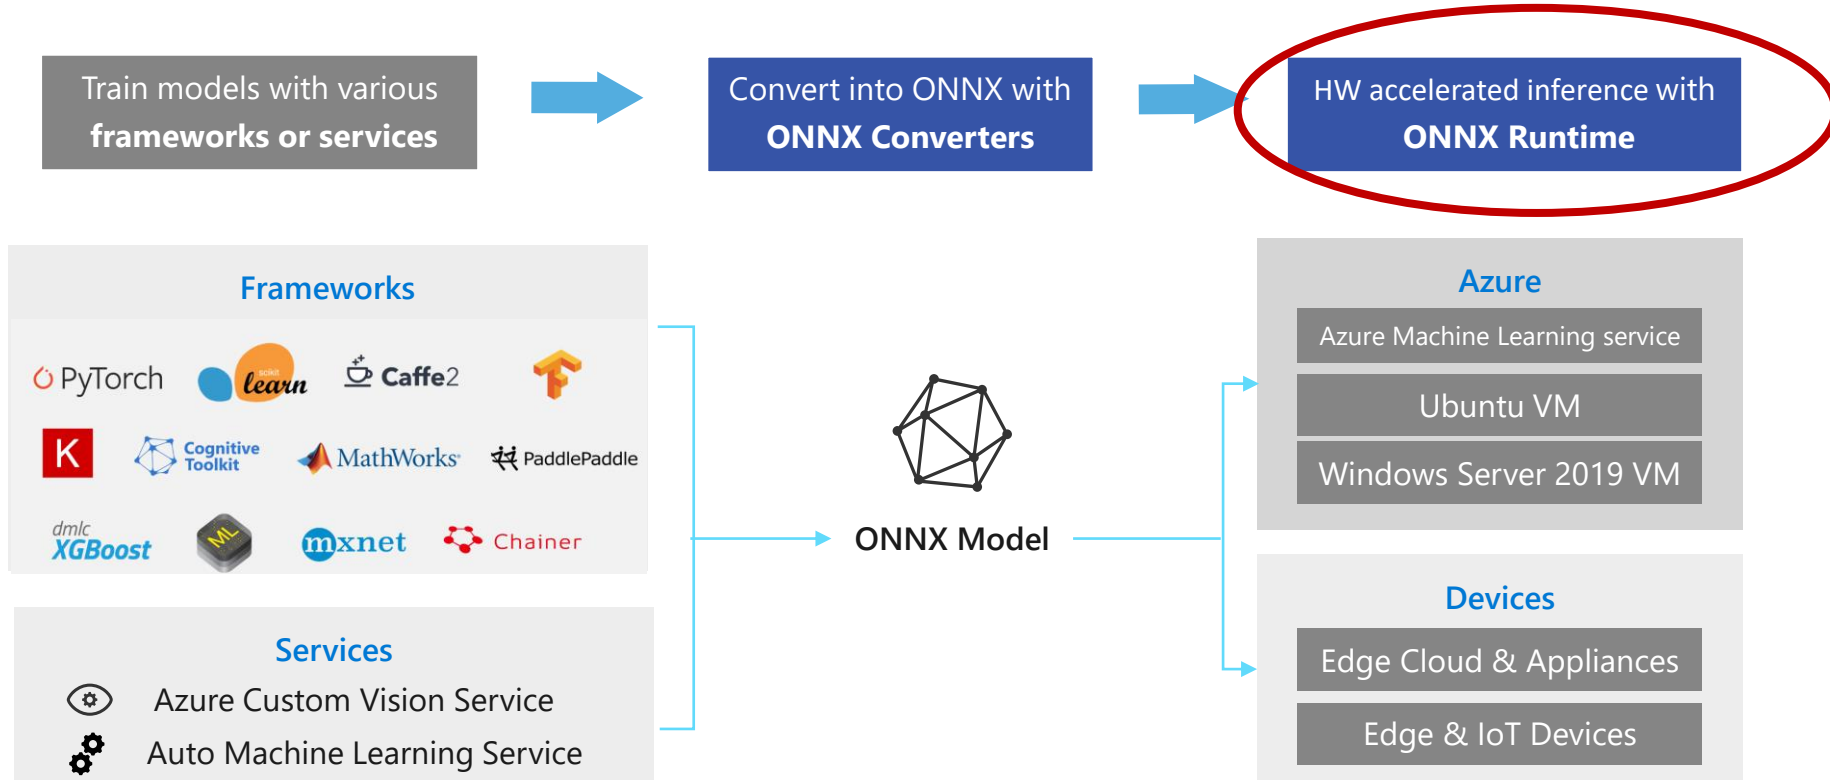 Train models with various
frameworks or services
Convert into ONNX with
ONNX Converters
HW accelerated inference with
ONNX Runtime
Frameworks
PyTorch
scikit
learn
Caffe2
K
Cognitive
Toolkit
MathWorks
PaddlePaddle
dmlc
XGBoost
ML
mxnet
Chainer
Services
Azure Custom Vision Service
Auto Machine Learning Service
ONNX Model
Azure
Azure Machine Learning service
Ubuntu VM
Windows Server 2019 VM
Devices
Edge Cloud & Appliances
Edge & IoT Devices